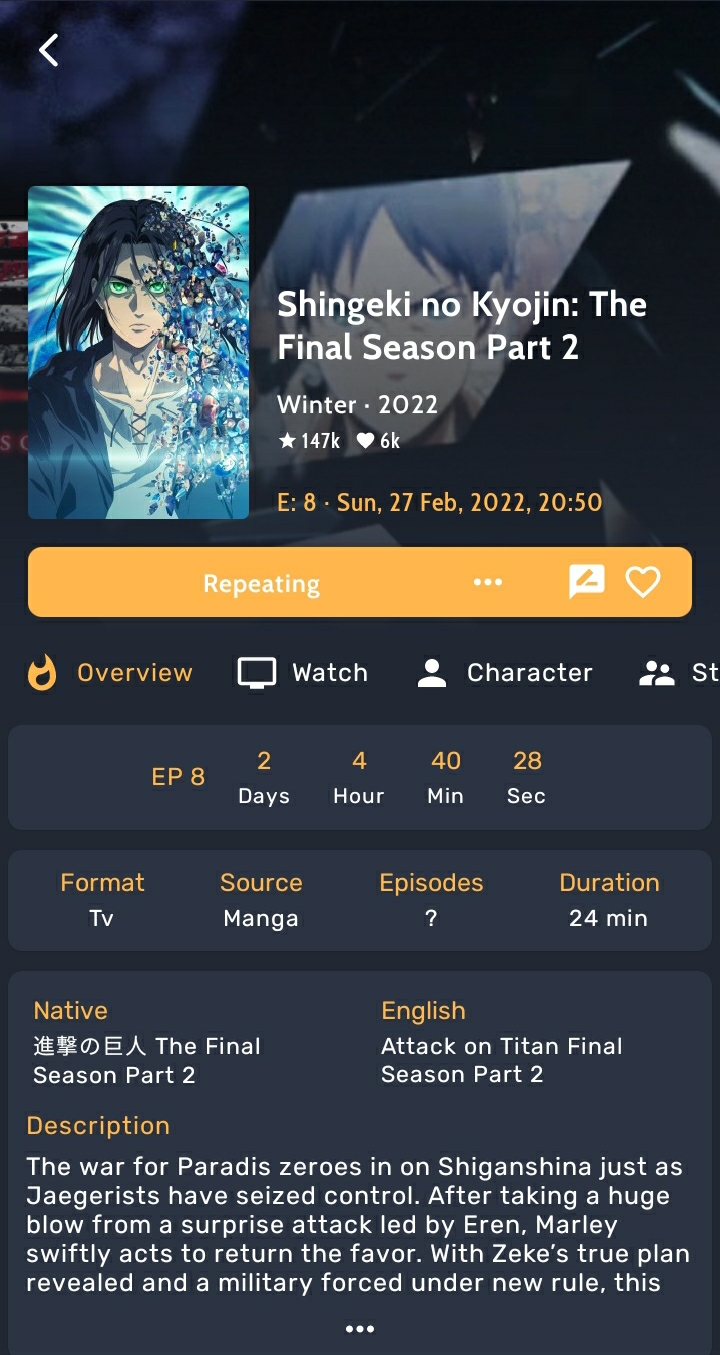 Shingeki no Kyojin: The
Final Season Part 2
Winter · 2022
147k 6k
E: 8 · Sun, 27 Feb, 2022, 20:50
Repeating
Overview Watch Character St
EP 8
2 4 40 28
Days Hour Min Sec
Format Source Episodes Duration
Tv Manga ? 24 min
Native English
進撃の巨人 The Final Attack on Titan Final
Season Part 2 Season Part 2
Description
The war for Paradis zeroes in on Shiganshina just as
Jaegerists have seized control. After taking a huge
blow from a surprise attack led by Eren, Marley
swiftly acts to return the favor. With Zeke's true plan
revealed and a military forced under new rule, this